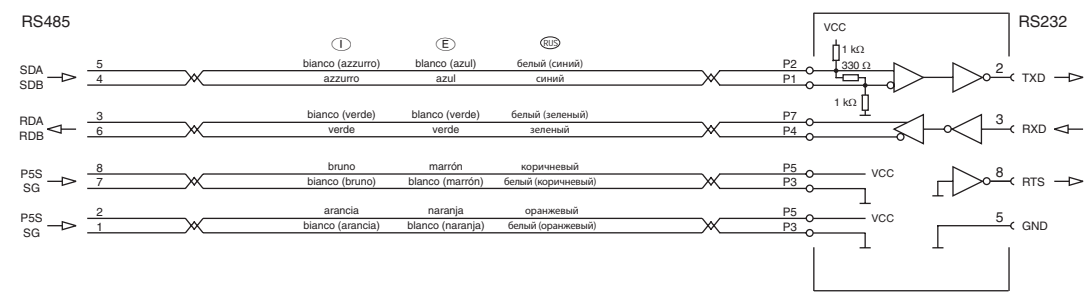 RS485 RS232
VCC
I E RUS
1 kΩ
5 bianco (azzurro) blanco (azul) белый (синий) P2 330 Ω
SDA 2 TXD
SDB 4 azzurro azul синий P1
1 kΩ
3 bianco (verde) blanco (verde) белый (зеленый) P7
RDA 3 RXD
RDB 6 verde verde зеленый P4
8 bruno marrón коричневый P5 VCC
P5S 8 RTS
SG 7 bianco (bruno) blanco (marrón) белый (коричневый) P3
2 arancia naranja оранжевый P5 VCC
P5S 5 GND
SG 1 bianco (arancia) blanco (naranja) белый (оранжевый) P3